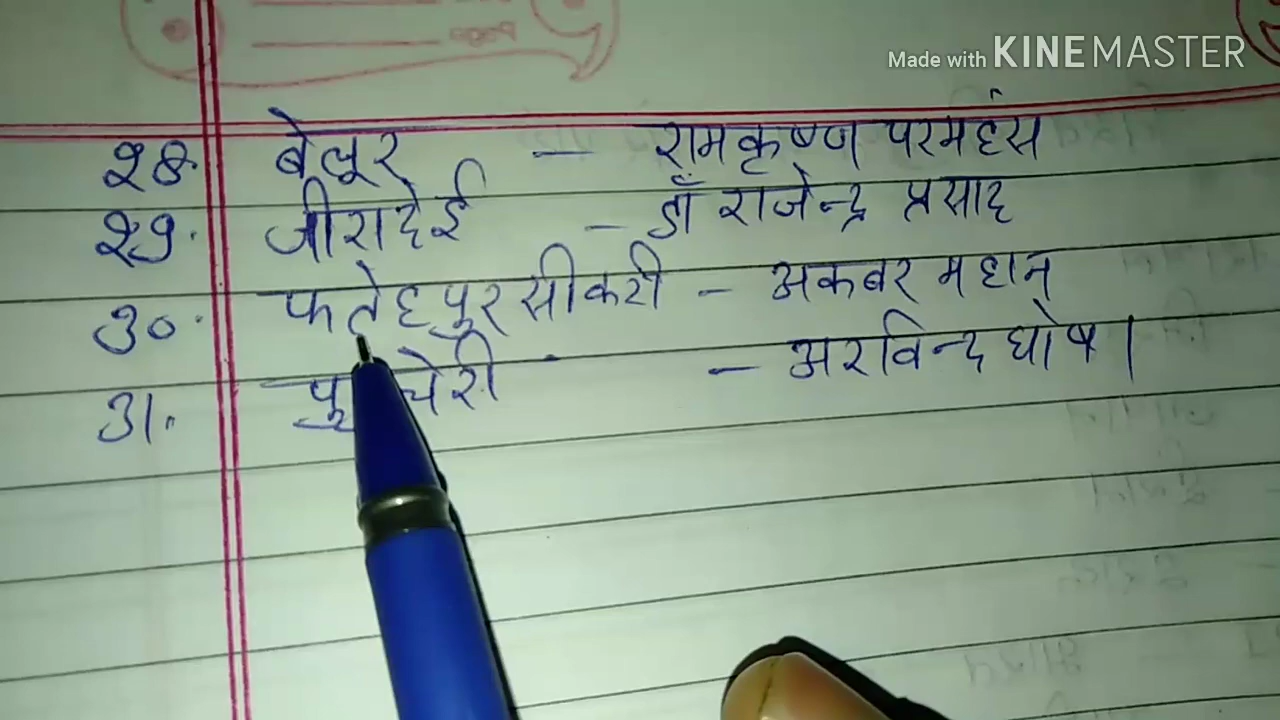 Made with KINEMASTER
२८. बेलूर — रामकृष्ण परमहंस
२९. जीरादेई – डॉ राजेन्द्र प्रसाद
३०. फतेहपुर सीकरी – अकबर महान्
३१. – अरविन्द घोष।